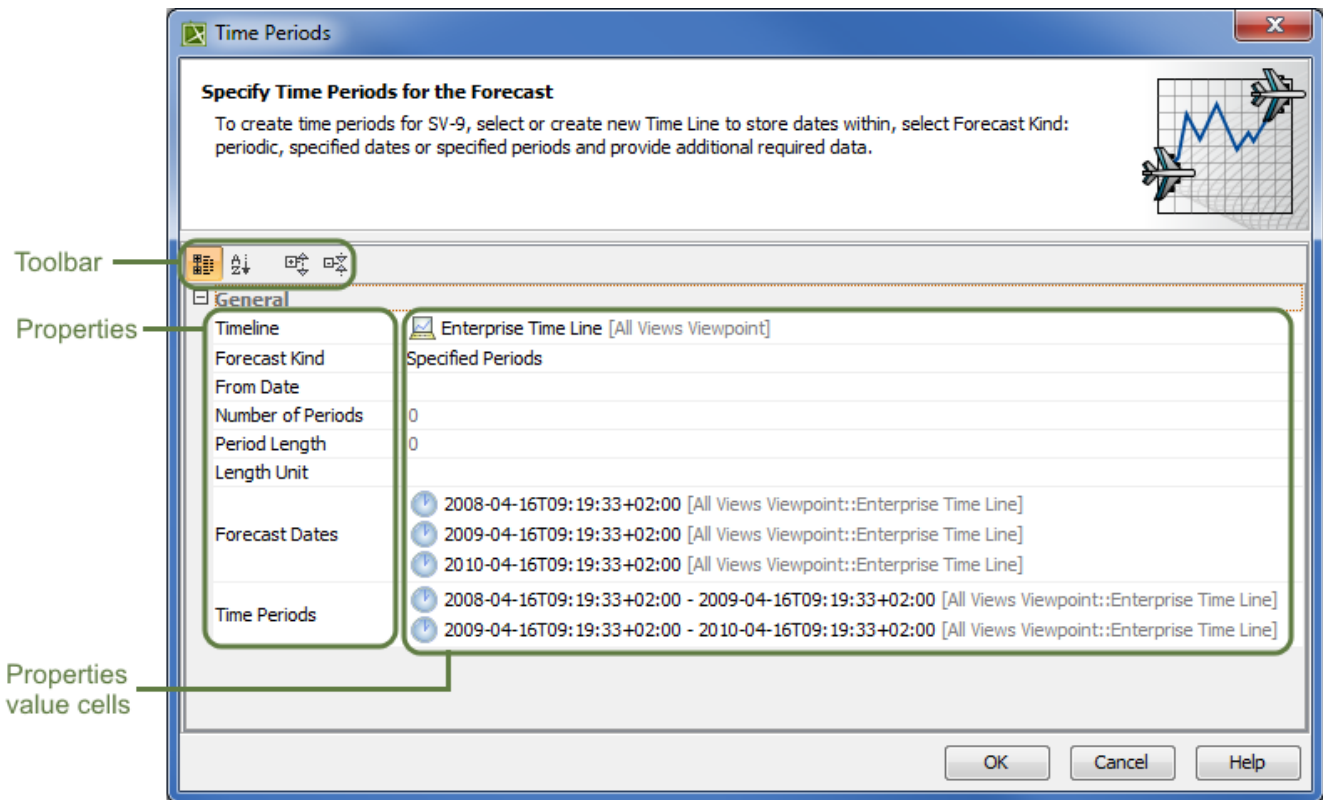 Time Periods
Specify Time Periods for the Forecast
To create time periods for SV-9, select or create new Time Line to store dates within, select Forecast Kind:
periodic, specified dates or specified periods and provide additional required data.
Toolbar
A
Z
General
Properties
Timeline
Enterprise Time Line [All Views Viewpoint]
Forecast Kind
Specified Periods
From Date
Number of Periods
0
Period Length
0
Length Unit
Forecast Dates
2008-04-16T09:19:33+02:00 [All Views Viewpoint::Enterprise Time Line]
2009-04-16T09:19:33+02:00 [All Views Viewpoint::Enterprise Time Line]
2010-04-16T09:19:33+02:00 [All Views Viewpoint::Enterprise Time Line]
Time Periods
2008-04-16T09:19:33+02:00 - 2009-04-16T09:19:33+02:00 [All Views Viewpoint::Enterprise Time Line]
2009-04-16T09:19:33+02:00 - 2010-04-16T09:19:33+02:00 [All Views Viewpoint::Enterprise Time Line]
Properties
value cells
OK
Cancel
Help